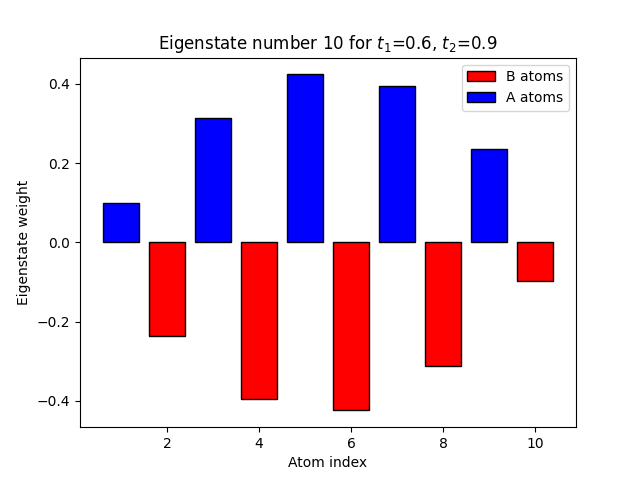 Eigenstate number 10 for t₁=0.6, t₂=0.9
B atoms
A atoms
Eigenstate weight
0.4
0.2
0.0
−0.2
−0.4
2
4
6
8
10
Atom index